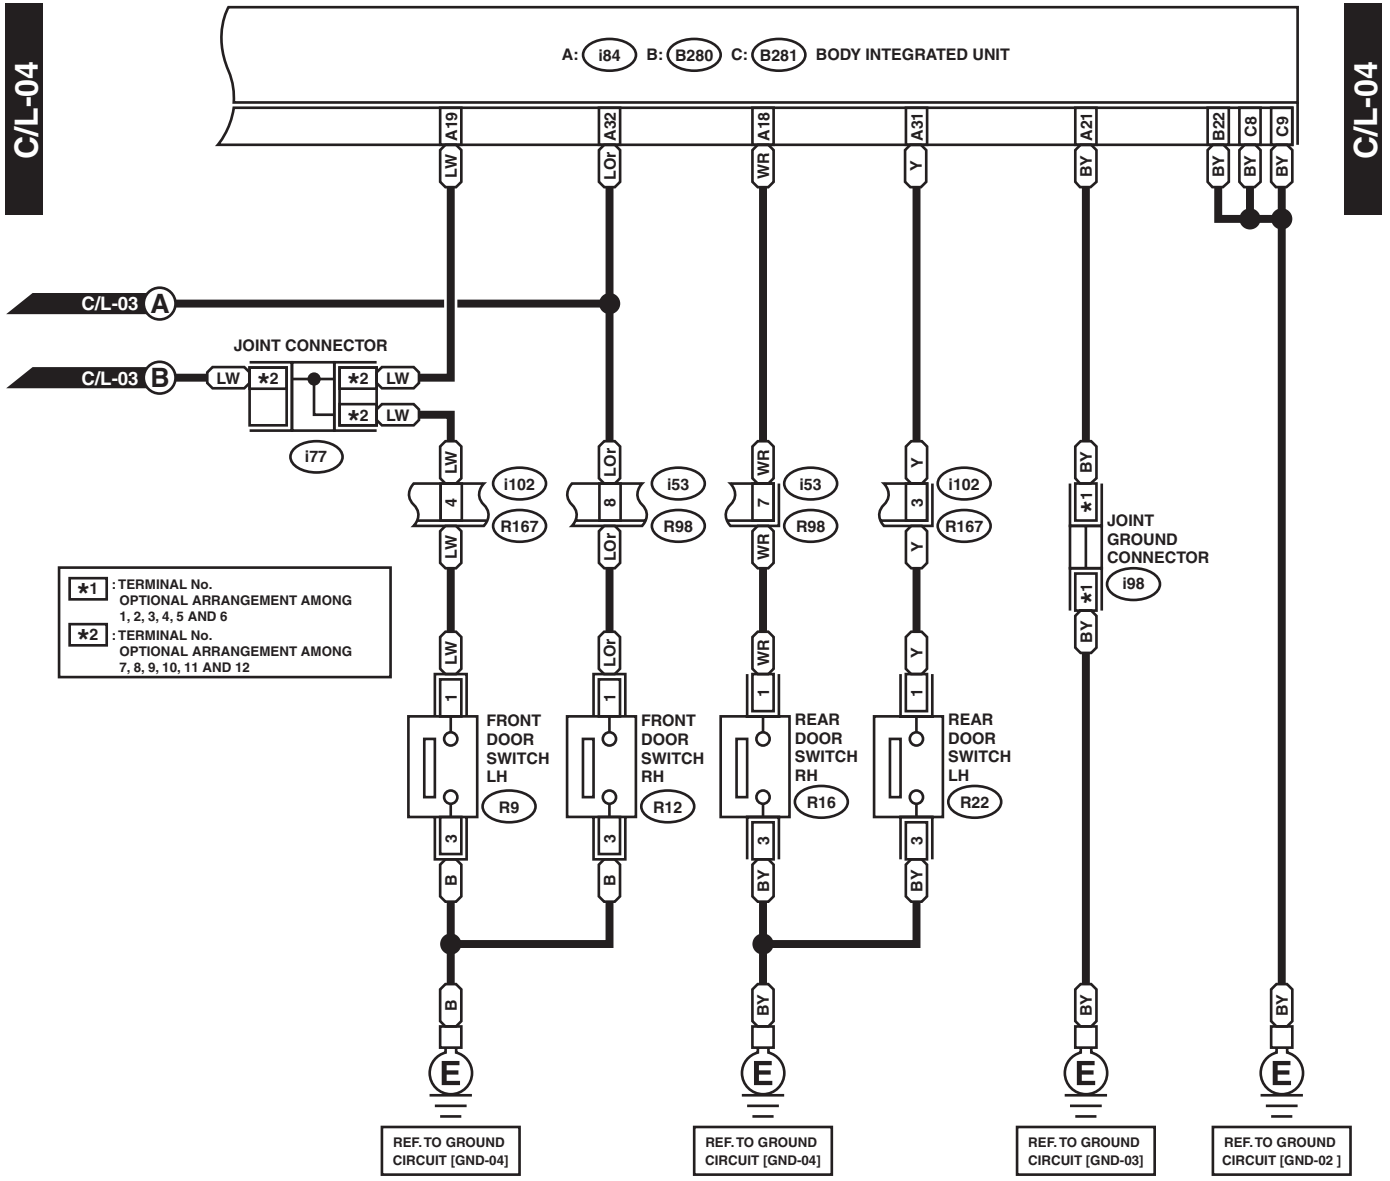 C/L-04
C/L-04
A: i84 B: B280 C: B281 BODY INTEGRATED UNIT
A19 A32 A18 A31 A21 B22 C8 C9
LW LOr WR Y BY BY BY BY
C/L-03 A
JOINT CONNECTOR
C/L-03 B LW *2 *2 LW
*2 LW
i77
LW LOr WR Y BY
4 i102 8 i53 7 i53 3 i102 *1
R167 R98 R98 R167
LW LOr WR Y
JOINT
GROUND
CONNECTOR
i98
*1
BY
*1 : TERMINAL No.
OPTIONAL ARRANGEMENT AMONG
1, 2, 3, 4, 5 AND 6
*2 : TERMINAL No.
OPTIONAL ARRANGEMENT AMONG
7, 8, 9, 10, 11 AND 12
LW LOr WR Y
1 1 1 1
FRONT
DOOR
SWITCH
LH
R9
FRONT
DOOR
SWITCH
RH
R12
REAR
DOOR
SWITCH
RH
R16
REAR
DOOR
SWITCH
LH
R22
3 3 3 3
B B BY BY
B BY BY BY
E E E E
REF. TO GROUND
CIRCUIT [GND-04]
REF. TO GROUND
CIRCUIT [GND-04]
REF. TO GROUND
CIRCUIT [GND-03]
REF. TO GROUND
CIRCUIT [GND-02 ]